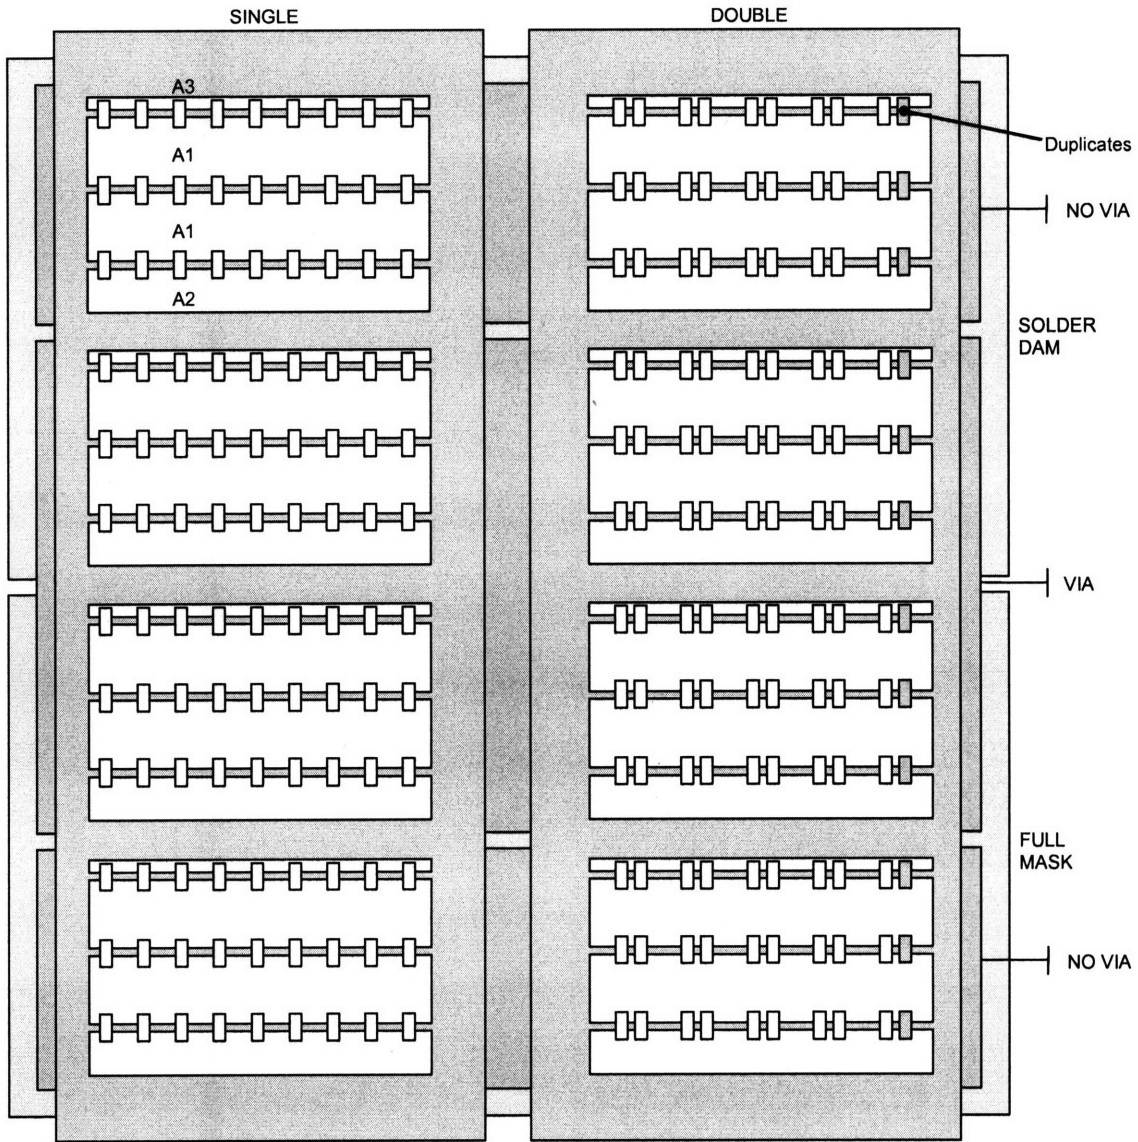 SINGLE
DOUBLE
A3
Duplicates
A1
NO VIA
A1
A2
SOLDER
DAM
VIA
FULL
MASK
NO VIA